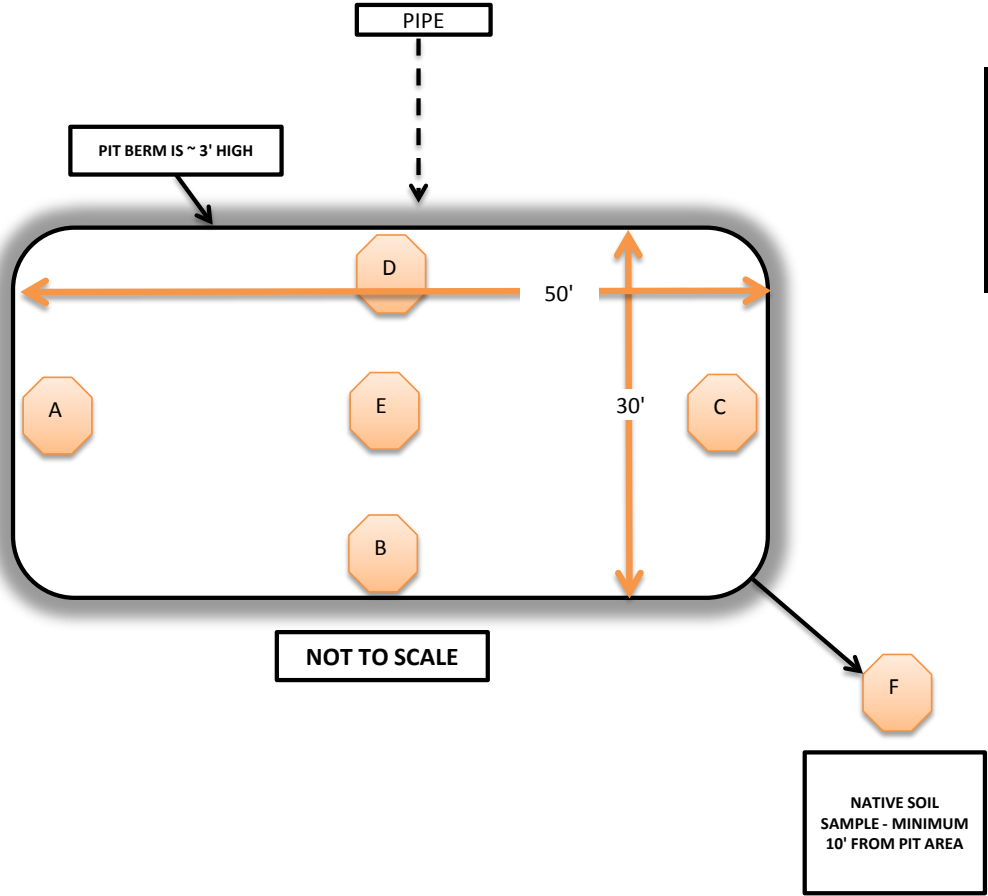 PIPE
PIT BERM IS ~ 3' HIGH
D
50'
A
E
30'
C
B
NOT TO SCALE
F
NATIVE SOIL
SAMPLE - MINIMUM
10' FROM PIT AREA